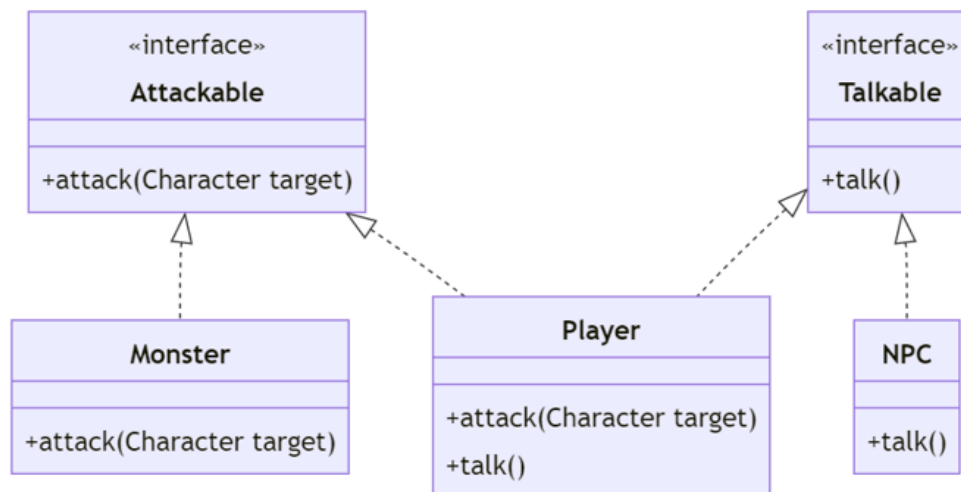 «interface»
Attackable
+attack(Character target)
«interface»
Talkable
+talk()
Monster
+attack(Character target)
Player
+attack(Character target)
+talk()
NPC
+talk()